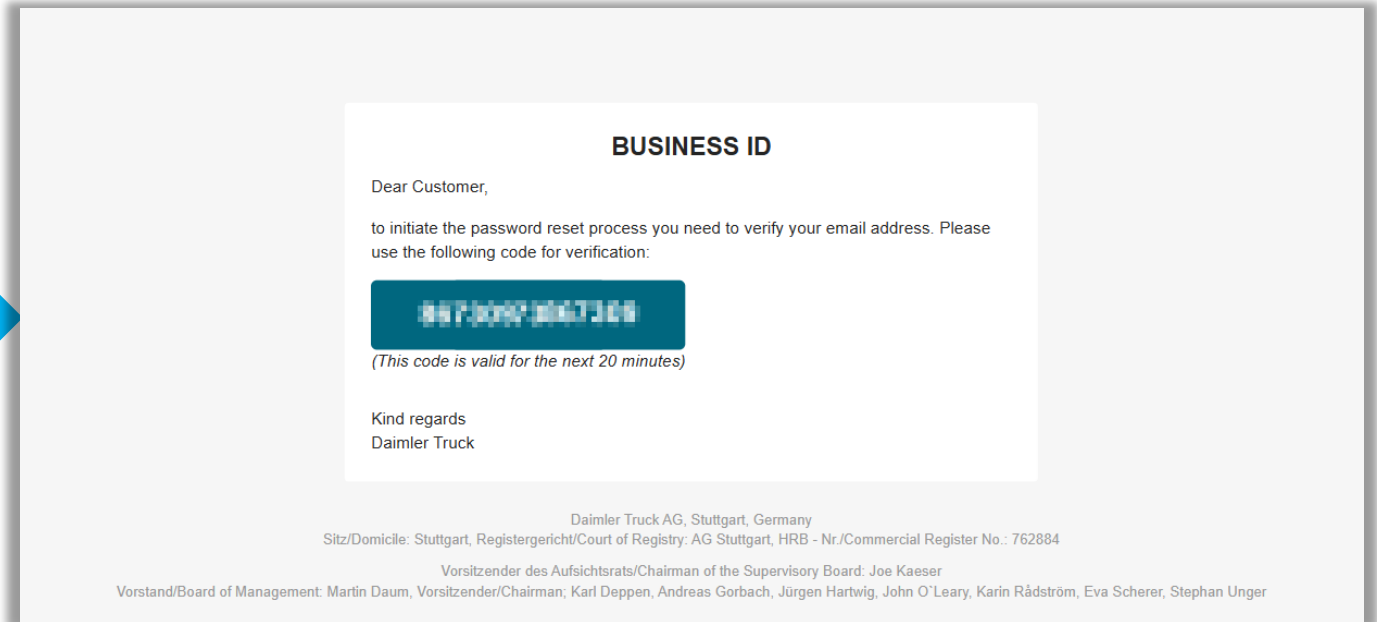 BUSINESS ID
Dear Customer,
to initiate the password reset process you need to verify your email address. Please
use the following code for verification:
(This code is valid for the next 20 minutes)
Kind regards
Daimler Truck
Daimler Truck AG, Stuttgart, Germany
Sitz/Domicile: Stuttgart, Registergericht/Court of Registry: AG Stuttgart, HRB - Nr./Commercial Register No.: 762884
Vorsitzender des Aufsichtsrats/Chairman of the Supervisory Board: Joe Kaeser
Vorstand/Board of Management: Martin Daum, Vorsitzender/Chairman; Karl Deppen, Andreas Gorbach, Jürgen Hartwig, John O`Leary, Karin Rådström, Eva Scherer, Stephan Unger